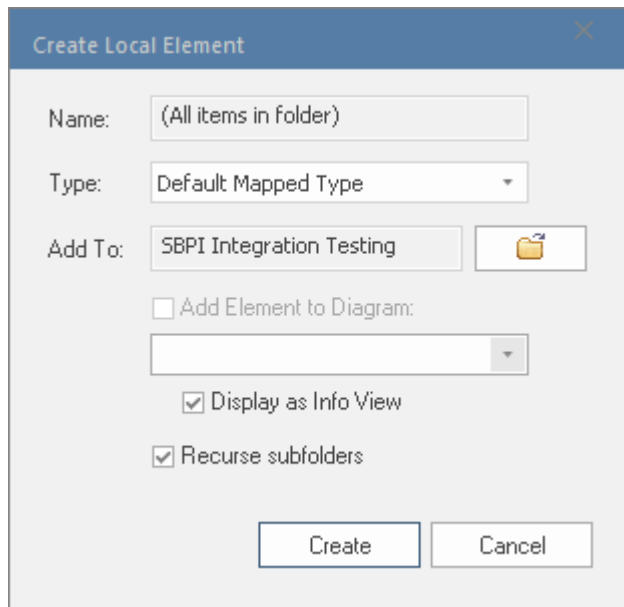 Create Local Element
Name: (All items in folder)
Type: Default Mapped Type
Add To: SBPI Integration Testing
Add Element to Diagram:
Display as Info View
Recurse subfolders
Create Cancel